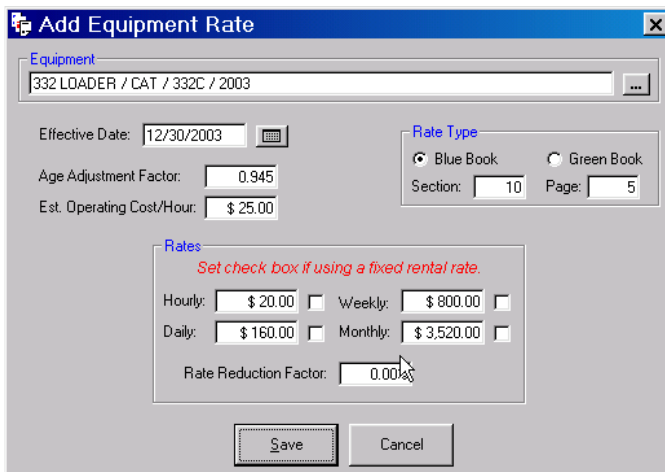 Add Equipment Rate
Equipment
332 LOADER / CAT / 332C / 2003
...
Effective Date: 12/30/2003
Age Adjustment Factor: 0.945
Est. Operating Cost/Hour: $ 25.00
Rate Type
Blue Book Green Book
Section: 10 Page: 5
Rates
Set check box if using a fixed rental rate.
Hourly: $ 20.00 Weekly: $ 800.00
Daily: $ 160.00 Monthly: $ 3,520.00
Rate Reduction Factor: 0.00%
Save Cancel